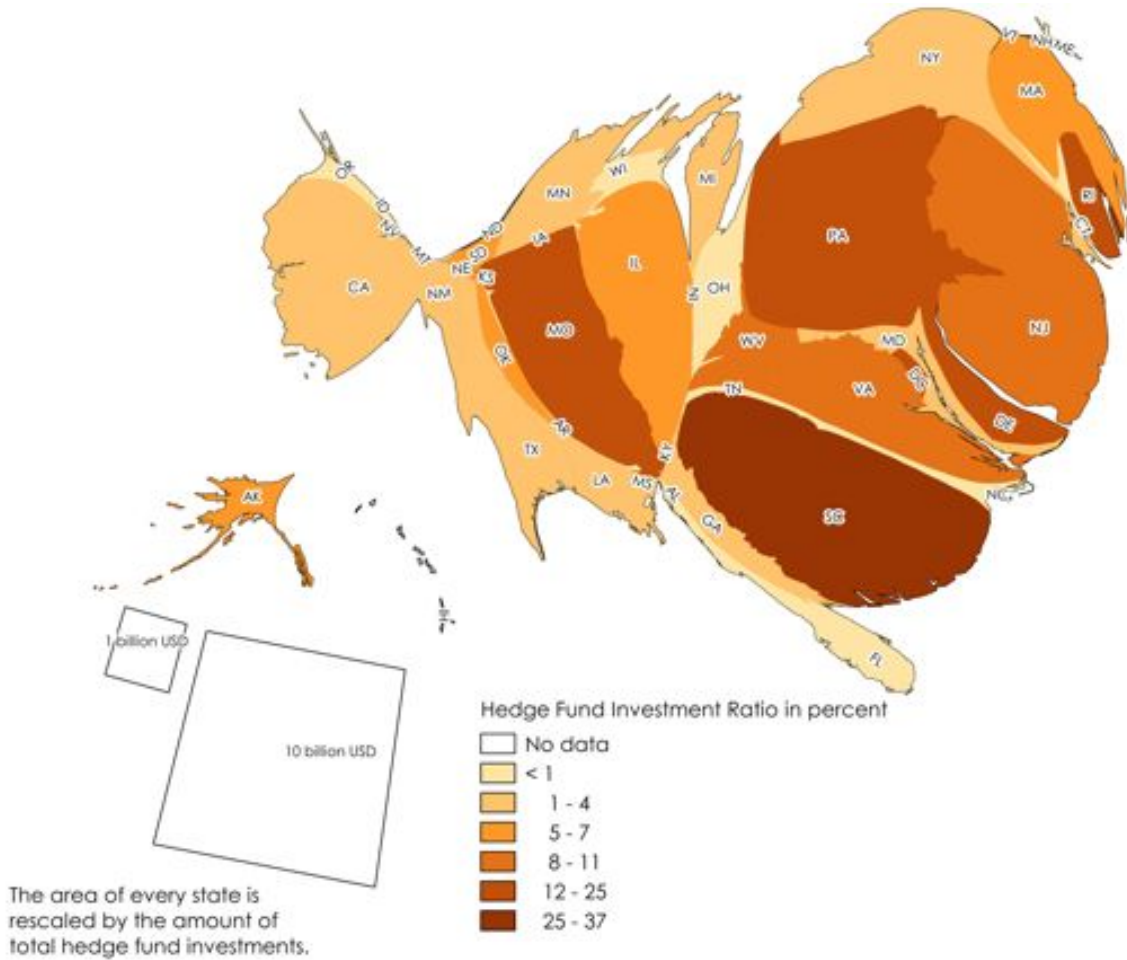 NY
VT
NH
ME
MA
RI
CT
OR
ID
NV
MT
ND
SD
NE
KS
NM
CA
MN
WI
MI
IA
IL
IN
OH
PA
NJ
MO
OK
AR
TX
LA
MS
KY
TN
WV
VA
MD
DC
DE
NC
SC
AL
GA
FL
AK
1 billion USD
10 billion USD
Hedge Fund Investment Ratio in percent
No data
< 1
1 - 4
5 - 7
8 - 11
12 - 25
25 - 37
The area of every state is
rescaled by the amount of
total hedge fund investments.